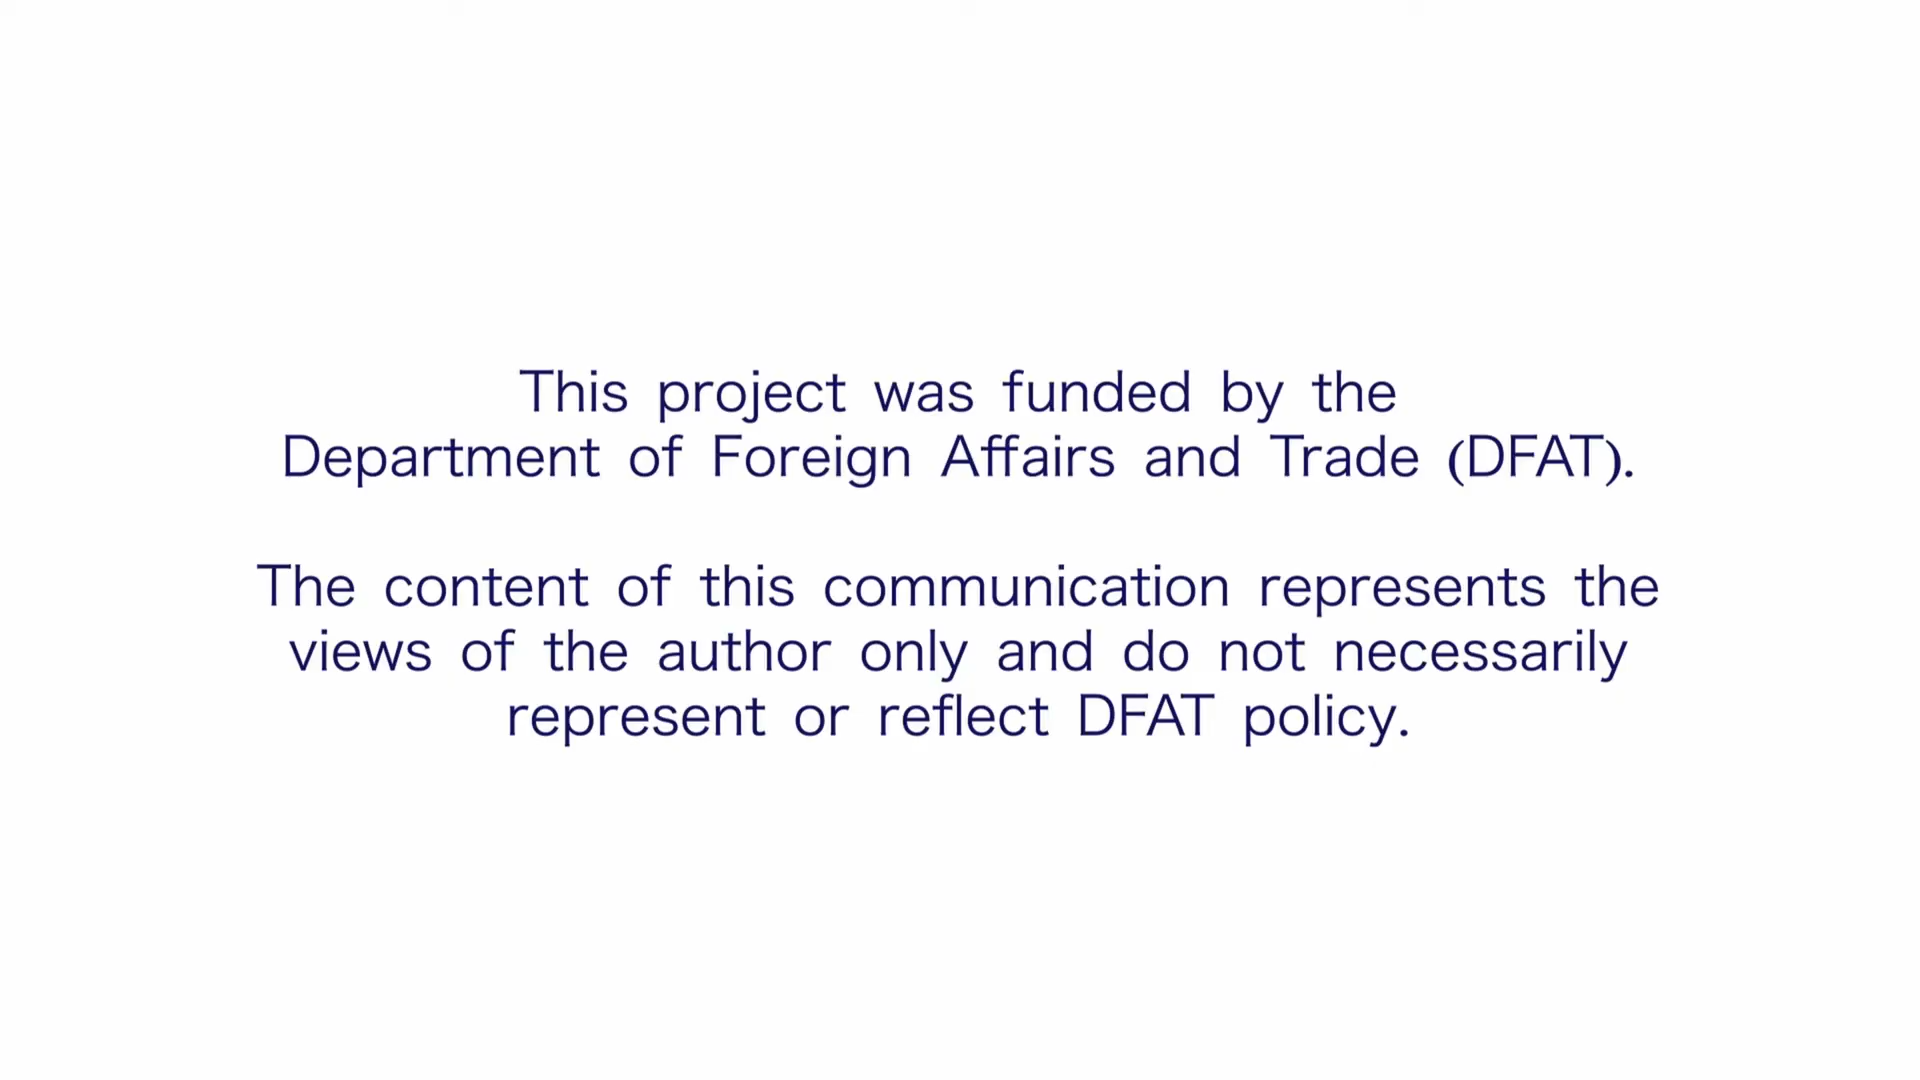 This project was funded by the
Department of Foreign Affairs and Trade (DFAT).
The content of this communication represents the
views of the author only and do not necessarily
represent or reflect DFAT policy.